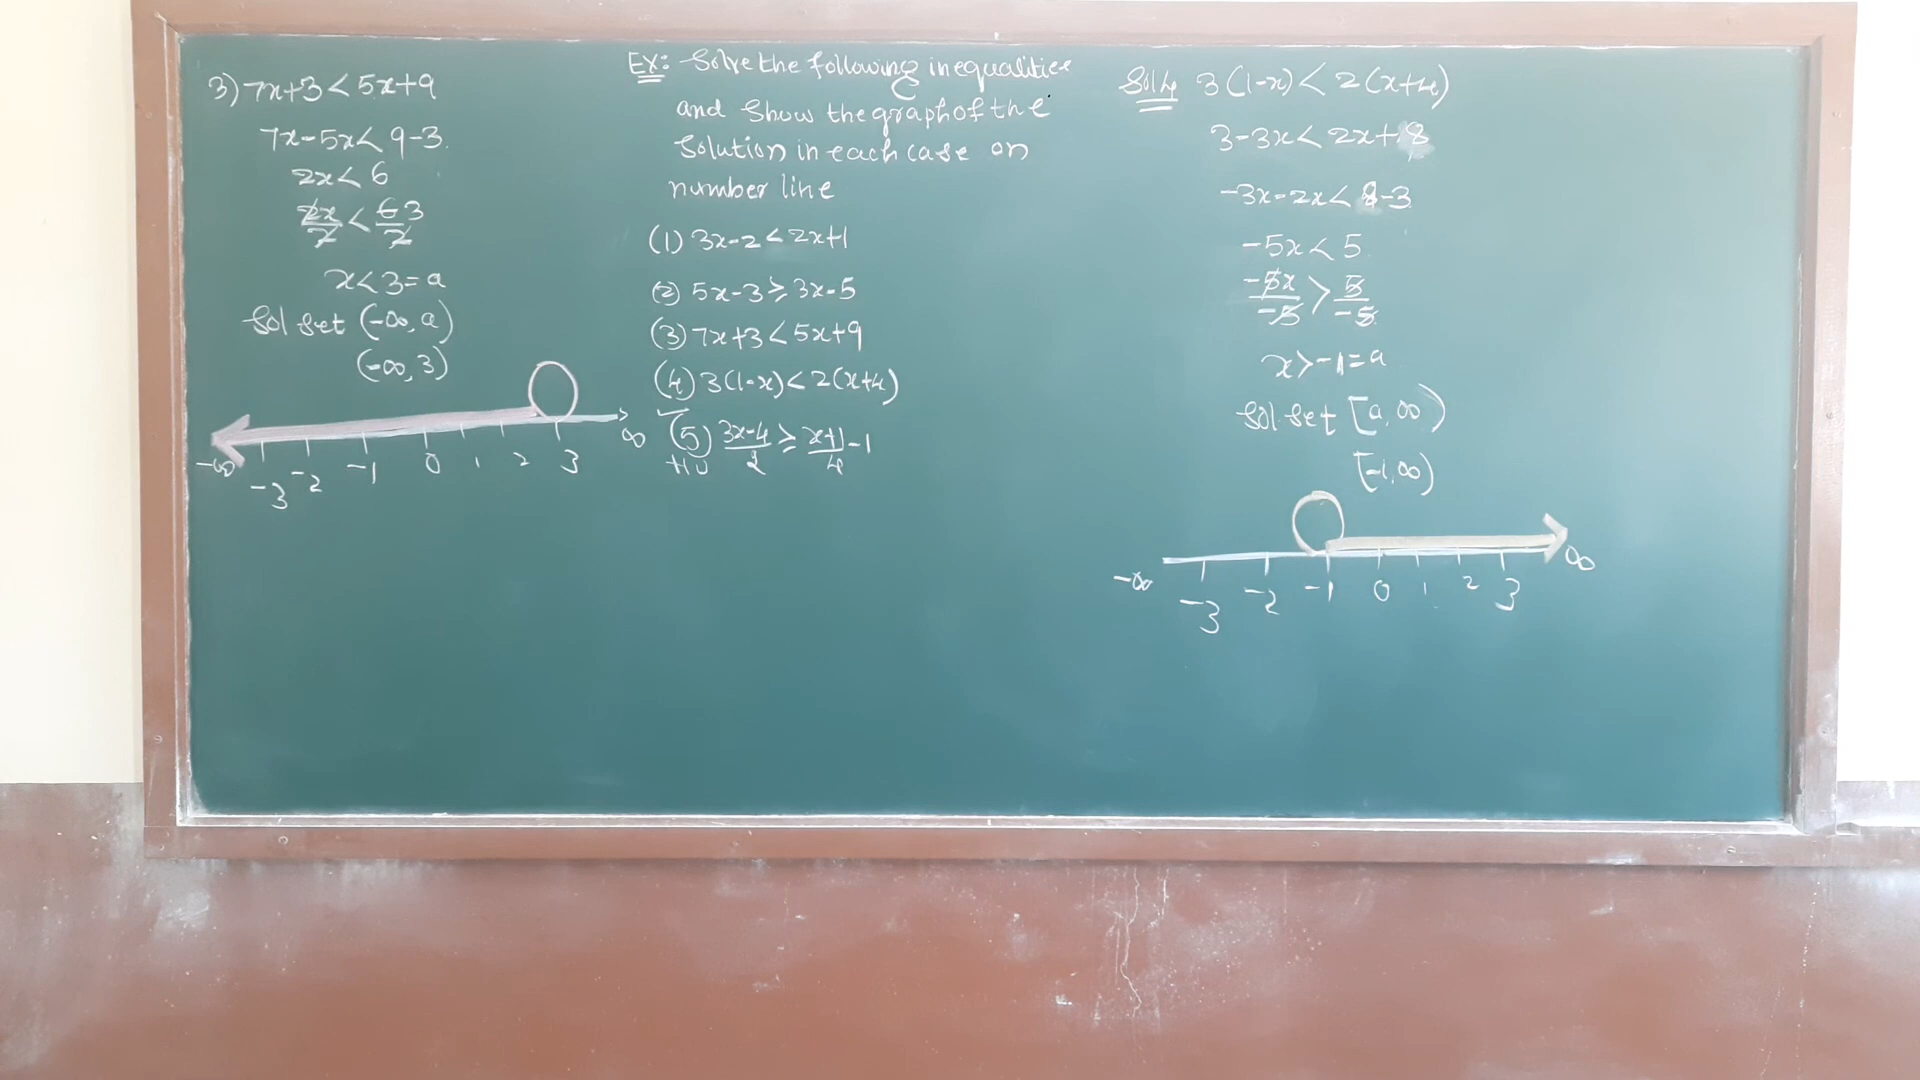 3) 7x+3 < 5x+9
7x-5x < 9-3
2x < 6
2x/2 < 6/2 3
x < 3 = a
Sol set (-∞, a)
(-∞, 3)
-∞ -3 -2 -1 0 1 2 3 ∞
Ex: Solve the following inequalities
and Show the graph of the
Solution in each case on
number line
(1) 3x-2 < 2x+1
(2) 5x-3 ≥ 3x-5
(3) 7x+3 < 5x+9
(4) 3(1-x) < 2(x+4)
(5) 3x-4/2 ≥ x+1/4 - 1
Sol 4 3(1-x) < 2(x+4)
3-3x < 2x+8
-3x-2x < 8-3
-5x < 5
-5x/-5 > 5/-5
x > -1 = a
Sol set [a, ∞)
[-1, ∞)
-∞ -3 -2 -1 0 1 2 3 ∞